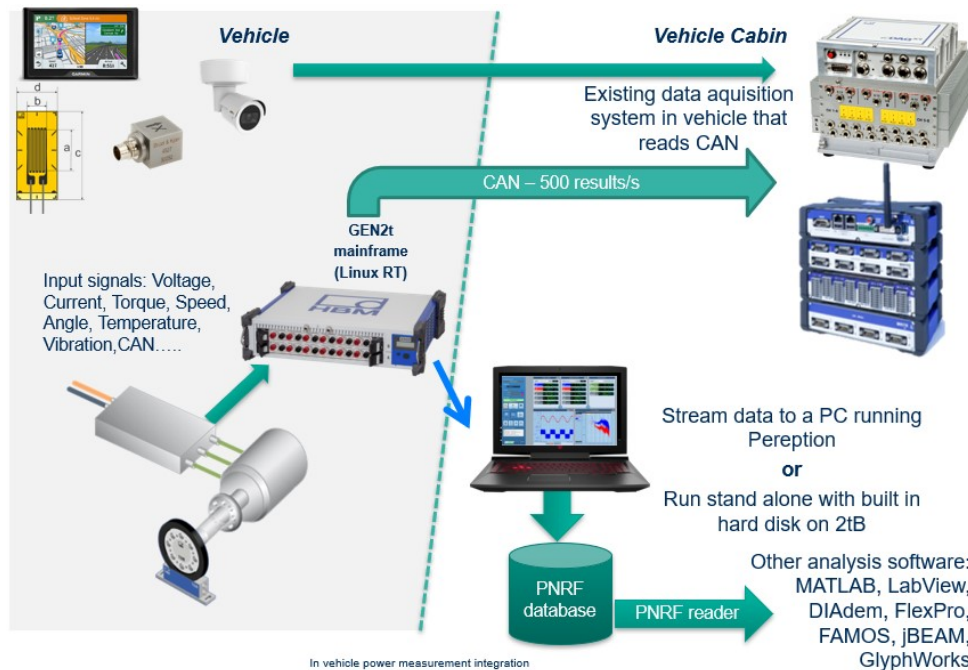 Vehicle
Vehicle Cabin
GARMIN
d
b
a
c
Existing data aquisition
system in vehicle that
reads CAN
CAN – 500 results/s
GEN2t
mainframe
(Linux RT)
Input signals: Voltage,
Current, Torque, Speed,
Angle, Temperature,
Vibration,CAN…..
HBM
Stream data to a PC running
Pereption
or
Run stand alone with built in
hard disk on 2tB
PNRF
database
PNRF reader
Other analysis software:
MATLAB, LabView,
DIAdem, FlexPro,
FAMOS, jBEAM,
GlyphWorks
In vehicle power measurement integration